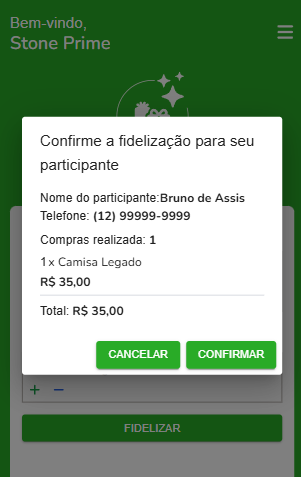 Bem-vindo,
Stone Prime
Confirme a fidelização para seu
participante
Nome do participante:Bruno de Assis
Telefone: (12) 99999-9999
Compras realizada: 1
1x Camisa Legado
R$ 35,00
Total: R$ 35,00
CANCELAR CONFIRMAR
+ −
FIDELIZAR